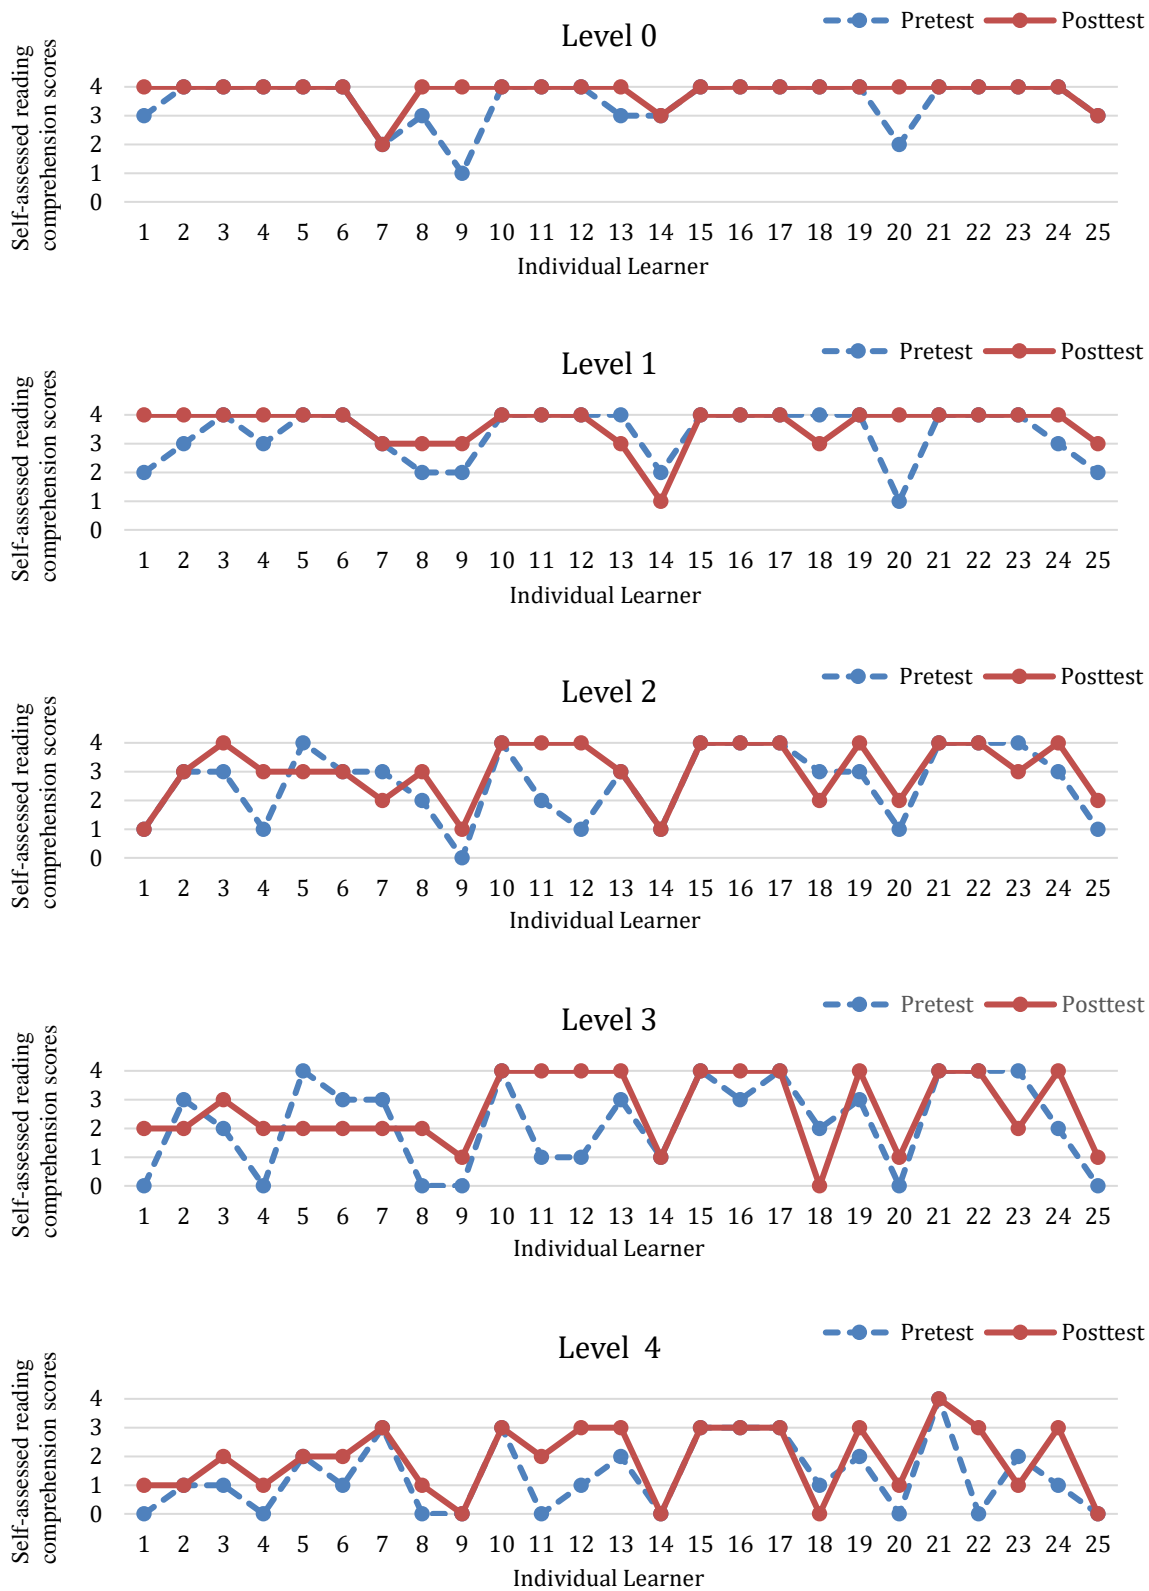 Pretest Posttest
Level 0
Self-assessed reading
comprehension scores
4
3
2
1
0
1 2 3 4 5 6 7 8 9 10 11 12 13 14 15 16 17 18 19 20 21 22 23 24 25
Individual Learner
Pretest Posttest
Level 1
Self-assessed reading
comprehension scores
4
3
2
1
0
1 2 3 4 5 6 7 8 9 10 11 12 13 14 15 16 17 18 19 20 21 22 23 24 25
Individual Learner
Pretest Posttest
Level 2
Self-assessed reading
comprehension scores
4
3
2
1
0
1 2 3 4 5 6 7 8 9 10 11 12 13 14 15 16 17 18 19 20 21 22 23 24 25
Individual Learner
Pretest Posttest
Level 3
Self-assessed reading
comprehension scores
4
3
2
1
0
1 2 3 4 5 6 7 8 9 10 11 12 13 14 15 16 17 18 19 20 21 22 23 24 25
Individual Learner
Pretest Posttest
Level 4
Self-assessed reading
comprehension scores
4
3
2
1
0
1 2 3 4 5 6 7 8 9 10 11 12 13 14 15 16 17 18 19 20 21 22 23 24 25
Individual Learner